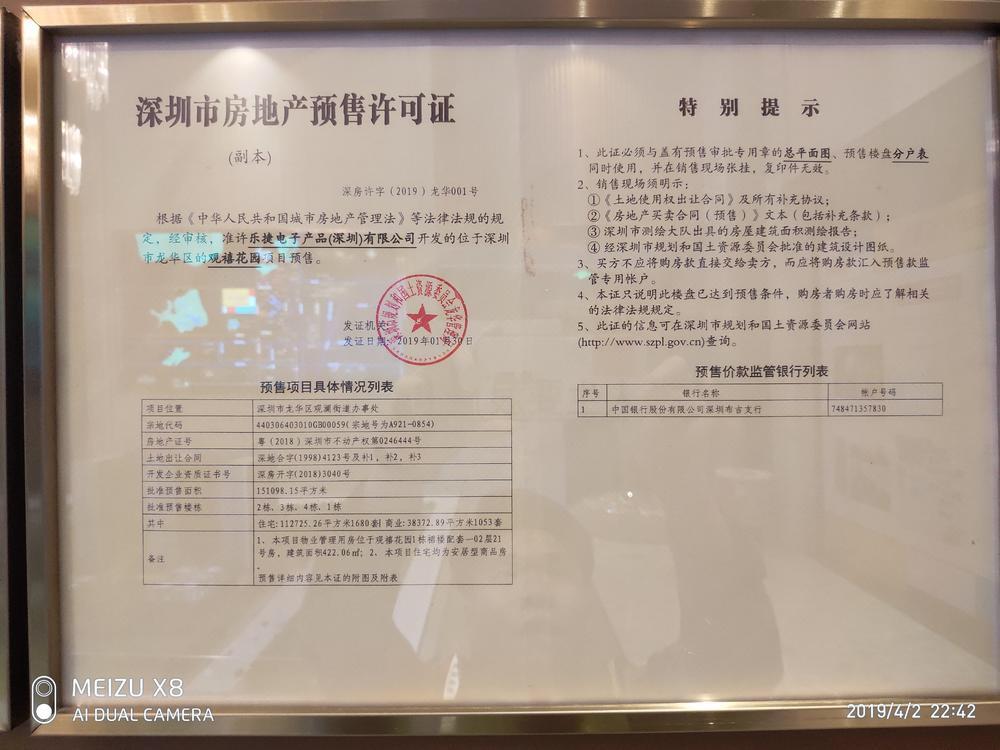 深圳市房地产预售许可证
(副本)
深房许字（2019）龙华001号
根据《中华人民共和国城市房地产管理法》等法律法规的规
定，经审核，准许乐捷电子产品(深圳)有限公司开发的位于深圳
市龙华区的观禧花园项目预售。
发证机关:
发证日期: 2019年01月30日
预售项目具体情况列表
项目位置 深圳市龙华区观澜街道办事处
宗地代码 440306403010GB00059(宗地号为A921-0854)
房地产证号 粤（2018）深圳市不动产权第0246444号
土地出让合同 深地合字(1998)4123号及补1，补2，补3
开发企业资质证书号 深房开字(2018)3040号
批准预售面积 151098.15平方米
批准预售楼栋 2栋、3栋、4栋、1栋
其中 住宅:112725.26平方米1680套| 商业:38372.89平方米1053套
备注 1、本项目物业管理用房位于观禧花园1栋裙楼配套一02层21
号房，建筑面积422.06㎡；2、本项目住宅均为安居型商品房
。
预售详细内容见本证的附图及附表
特别提示
1、此证必须与盖有预售审批专用章的总平面图、预售楼盘分户表
同时使用，并在销售现场张挂，复印件无效。
2、销售现场须明示：
①《土地使用权出让合同》及所有补充协议；
②《房地产买卖合同（预售）》文本（包括补充条款）；
③深圳市测绘大队出具的房屋建筑面积测绘报告；
④经深圳市规划和国土资源委员会批准的建筑设计图纸。
3、买方不应将购房款直接交给卖方，而应将购房款汇入预售款监
管专用帐户。
4、本证只说明此楼盘已达到预售条件，购房者购房时应了解相关
的法律法规规定。
5、此证的信息可在深圳市规划和国土资源委员会网站
(http://www.szpl.gov.cn)查询。
预售价款监管银行列表
序号 银行名称 帐户号码
1 中国银行股份有限公司深圳布吉支行 748471357830
MEIZU X8
AI DUAL CAMERA
2019/4/2 22:42